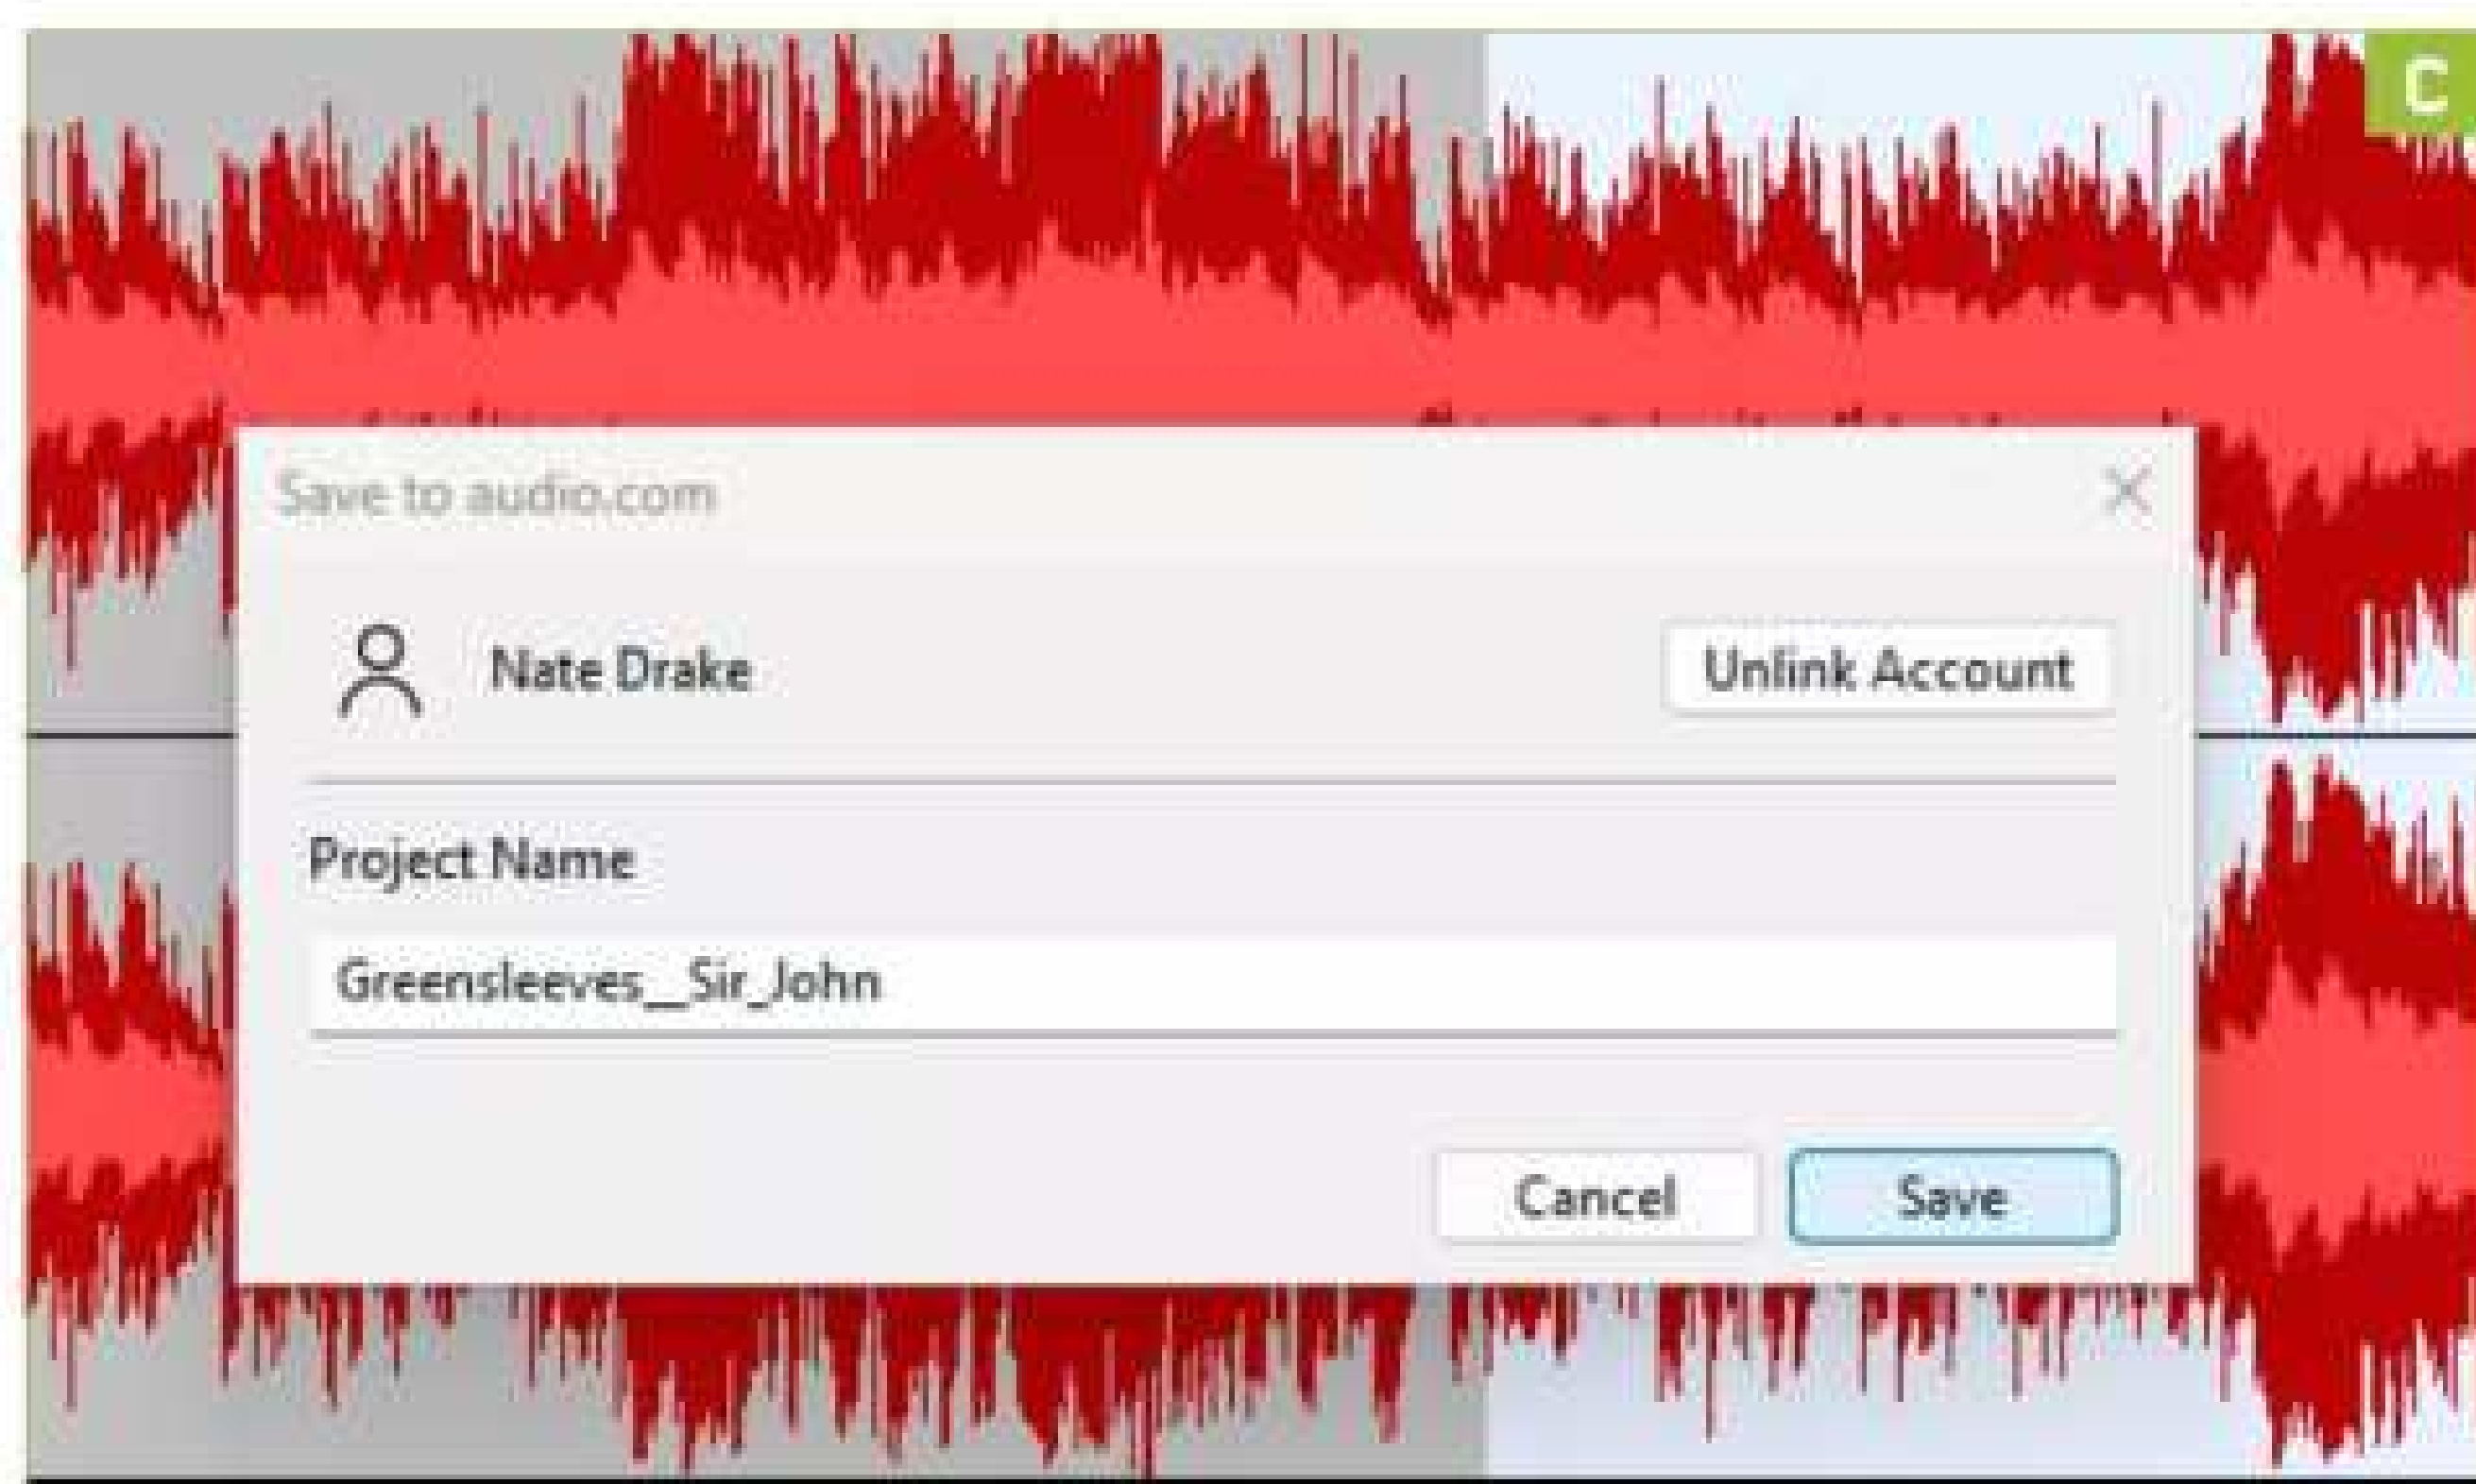 C
Save to audio.com
Nate Drake
Unlink Account
Project Name
Greensleeves__Sir_John
Cancel
Save